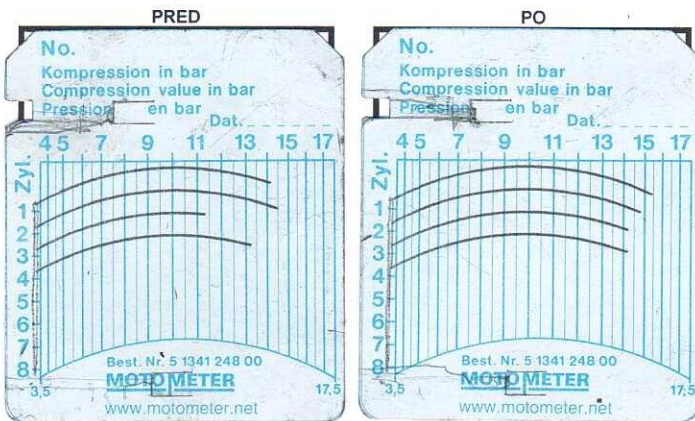 PRED
No.
Kompression in bar
Compression value in bar
Pression en bar
Dat.
4 5 7 9 11 13 15 17
Zyl.
1
2
3
4
5
6
7
8
Best. Nr. 5 1341 248 00
MOTOMETER
3,5 17,5
www.motometer.net
PO
No.
Kompression in bar
Compression value in bar
Pression en bar
Dat.
4 5 7 9 11 13 15 17
Zyl.
1
2
3
4
5
6
7
8
Best. Nr. 5 1341 248 00
MOTOMETER
3,5 17,5
www.motometer.net